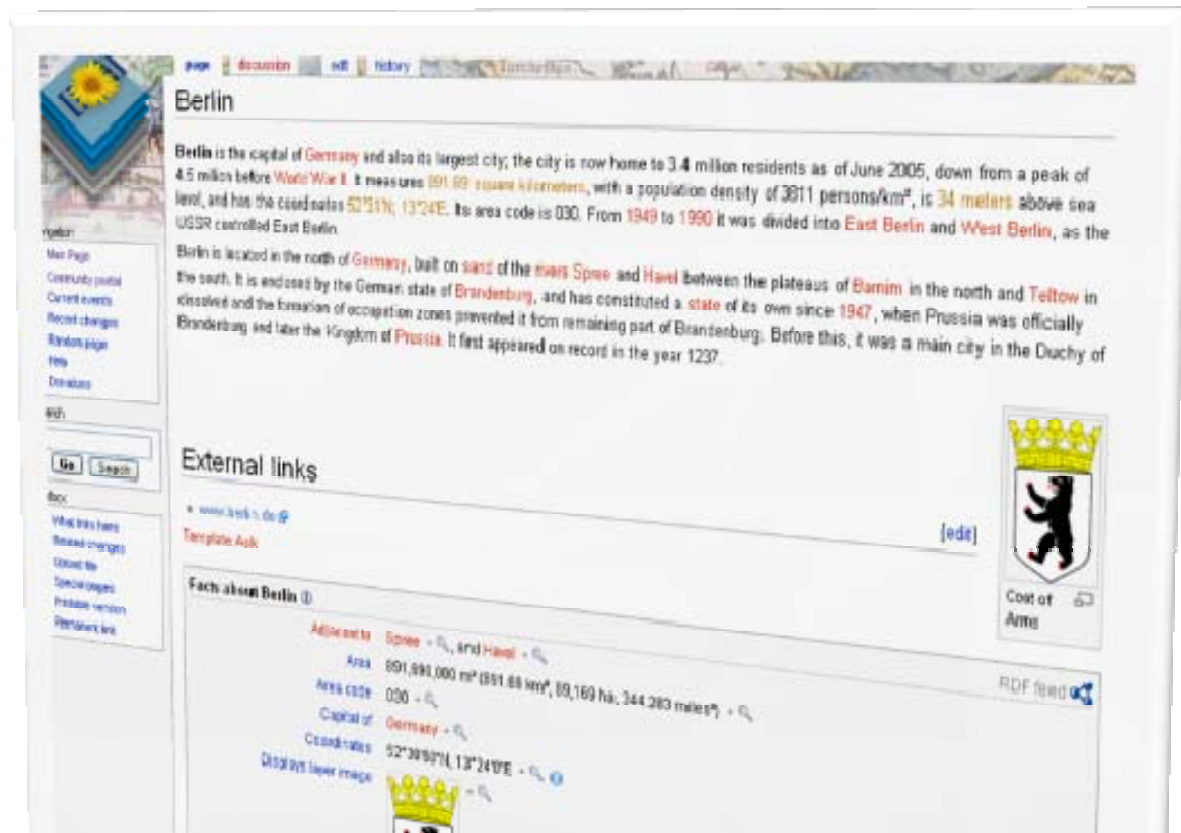 page discussion edit history
Berlin
Berlin is the capital of Germany and also its largest city; the city is now home to 3.4 million residents as of June 2005, down from a peak of
4.5 million before World War II. It measures 891.69 square kilometers, with a population density of 3811 persons/km², is 34 meters above sea
level, and has the coordinates 52°31'N, 13°24'E. Its area code is 030. From 1949 to 1990 it was divided into East Berlin and West Berlin, as the
USSR controlled East Berlin.
Berlin is located in the north of Germany, built on sand of the rivers Spree and Havel between the plateaus of Barnim in the north and Teltow in
the south. It is enclosed by the German state of Brandenburg, and has constituted a state of its own since 1947, when Prussia was officially
dissolved and the formation of occupation zones prevented it from remaining part of Brandenburg. Before this, it was a main city in the Duchy of
Brandenburg and later the Kingdom of Prussia. It first appeared on record in the year 1237.
Main Page
Community portal
Current events
Recent changes
Random page
Help
Donations
Go Search
What links here
Related changes
Upload file
Special pages
Printable version
Permanent link
External links
[edit]
www.berlin.de
Template:Ask
Coat of
Arms
Facts about Berlin
RDF feed
Adjacent to Spree + , and Havel +
Area 891,690,000 m² (891.69 km², 89,169 ha, 344.283 miles²) +
Area code 030 +
Capital of Germany +
Coordinates 13°24'0"E +
Displays layer image +